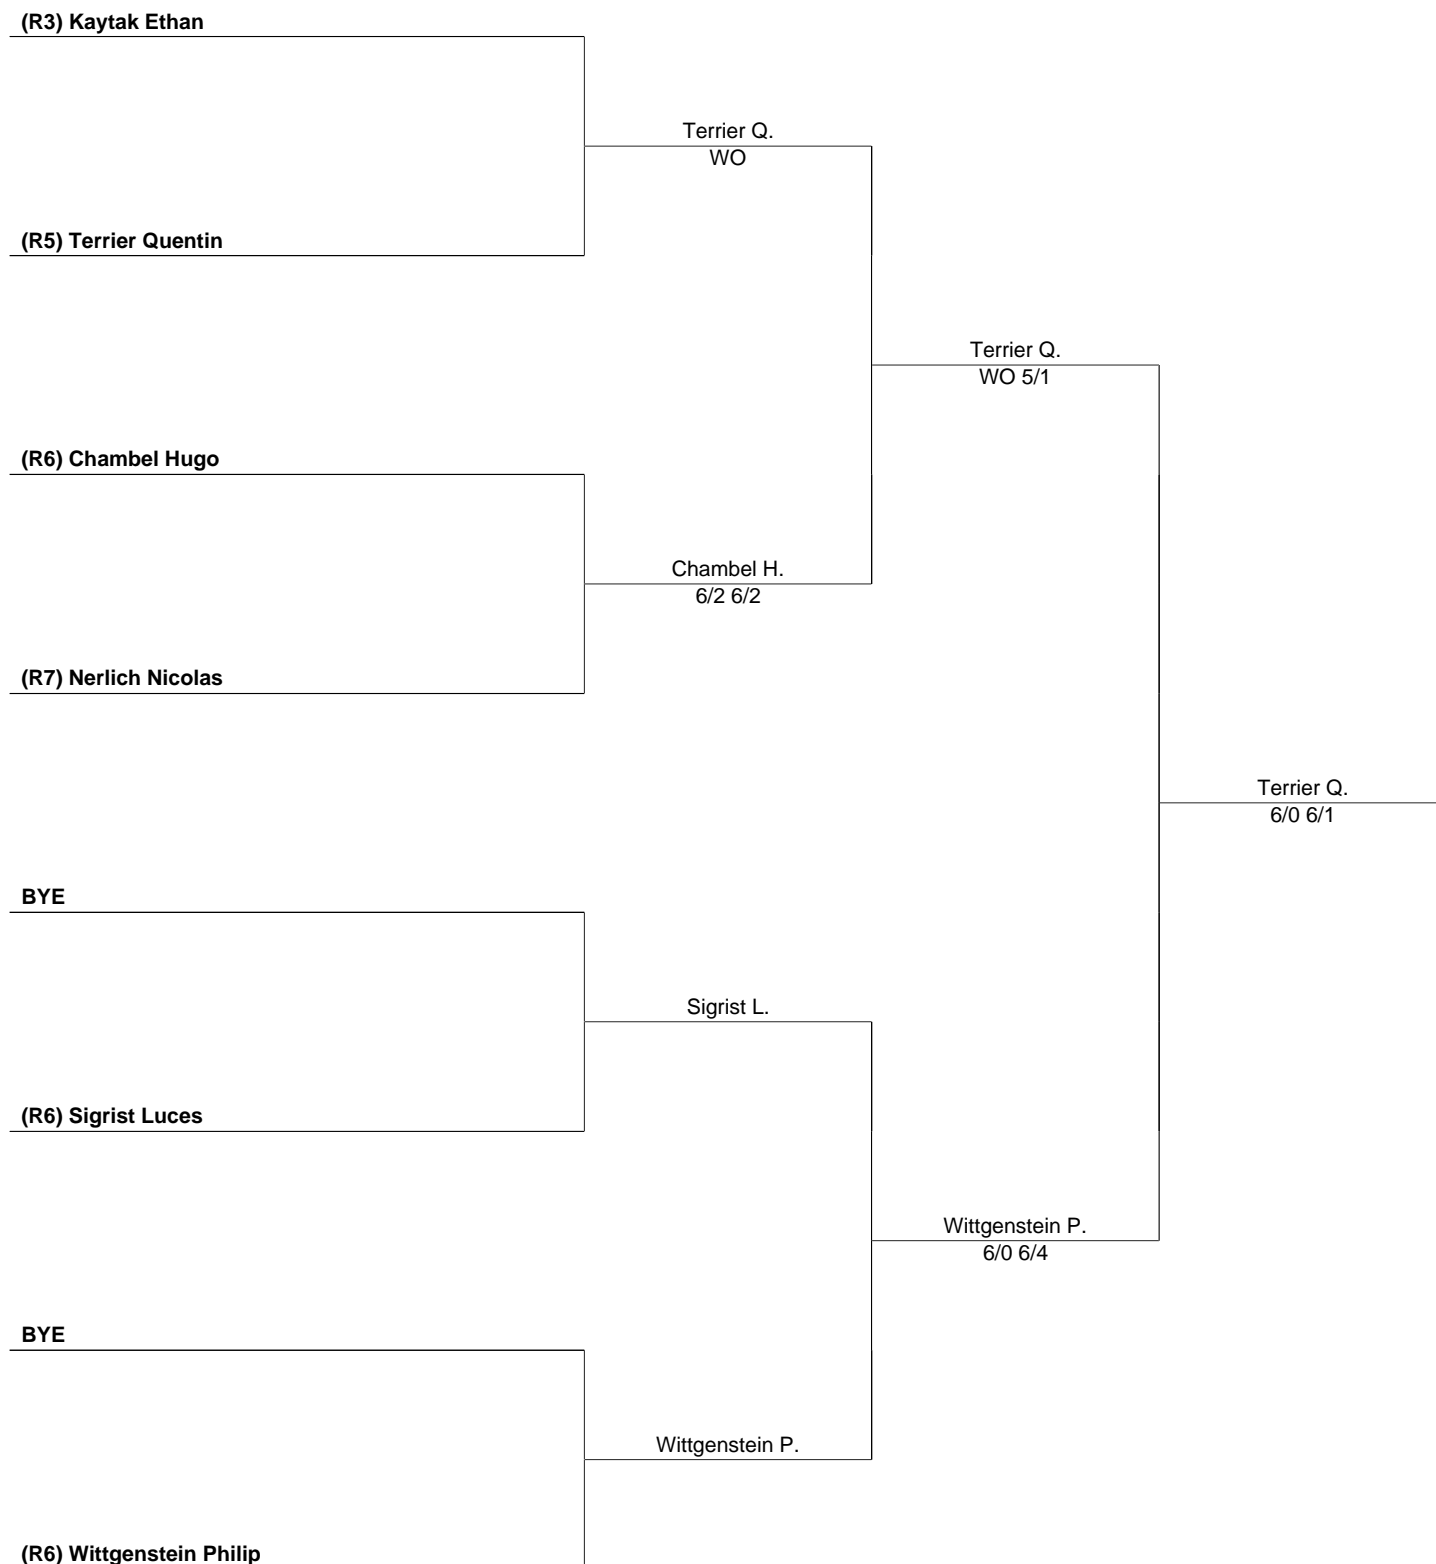 (R3) Kaytak Ethan
Terrier Q.
WO
(R5) Terrier Quentin
Terrier Q.
WO 5/1
(R6) Chambel Hugo
Chambel H.
6/2 6/2
(R7) Nerlich Nicolas
Terrier Q.
6/0 6/1
BYE
Sigrist L.
(R6) Sigrist Luces
Wittgenstein P.
6/0 6/4
BYE
Wittgenstein P.
(R6) Wittgenstein Philip